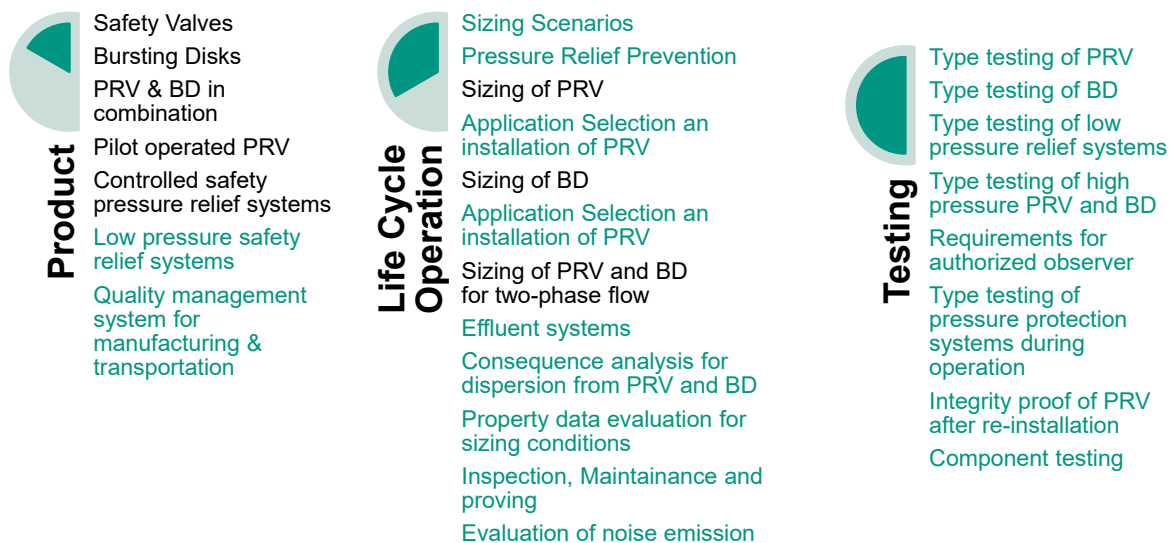 Product
Safety Valves
Bursting Disks
PRV & BD in
combination
Pilot operated PRV
Controlled safety
pressure relief systems
Low pressure safety
relief systems
Quality management
system for
manufacturing &
transportation
Life Cycle
Operation
Sizing Scenarios
Pressure Relief Prevention
Sizing of PRV
Application Selection an
installation of PRV
Sizing of BD
Application Selection an
installation of PRV
Sizing of PRV and BD
for two-phase flow
Effluent systems
Consequence analysis for
dispersion from PRV and BD
Property data evaluation for
sizing conditions
Inspection, Maintainance and
proving
Evaluation of noise emission
Testing
Type testing of PRV
Type testing of BD
Type testing of low
pressure relief systems
Type testing of high
pressure PRV and BD
Requirements for
authorized observer
Type testing of
pressure protection
systems during
operation
Integrity proof of PRV
after re-installation
Component testing